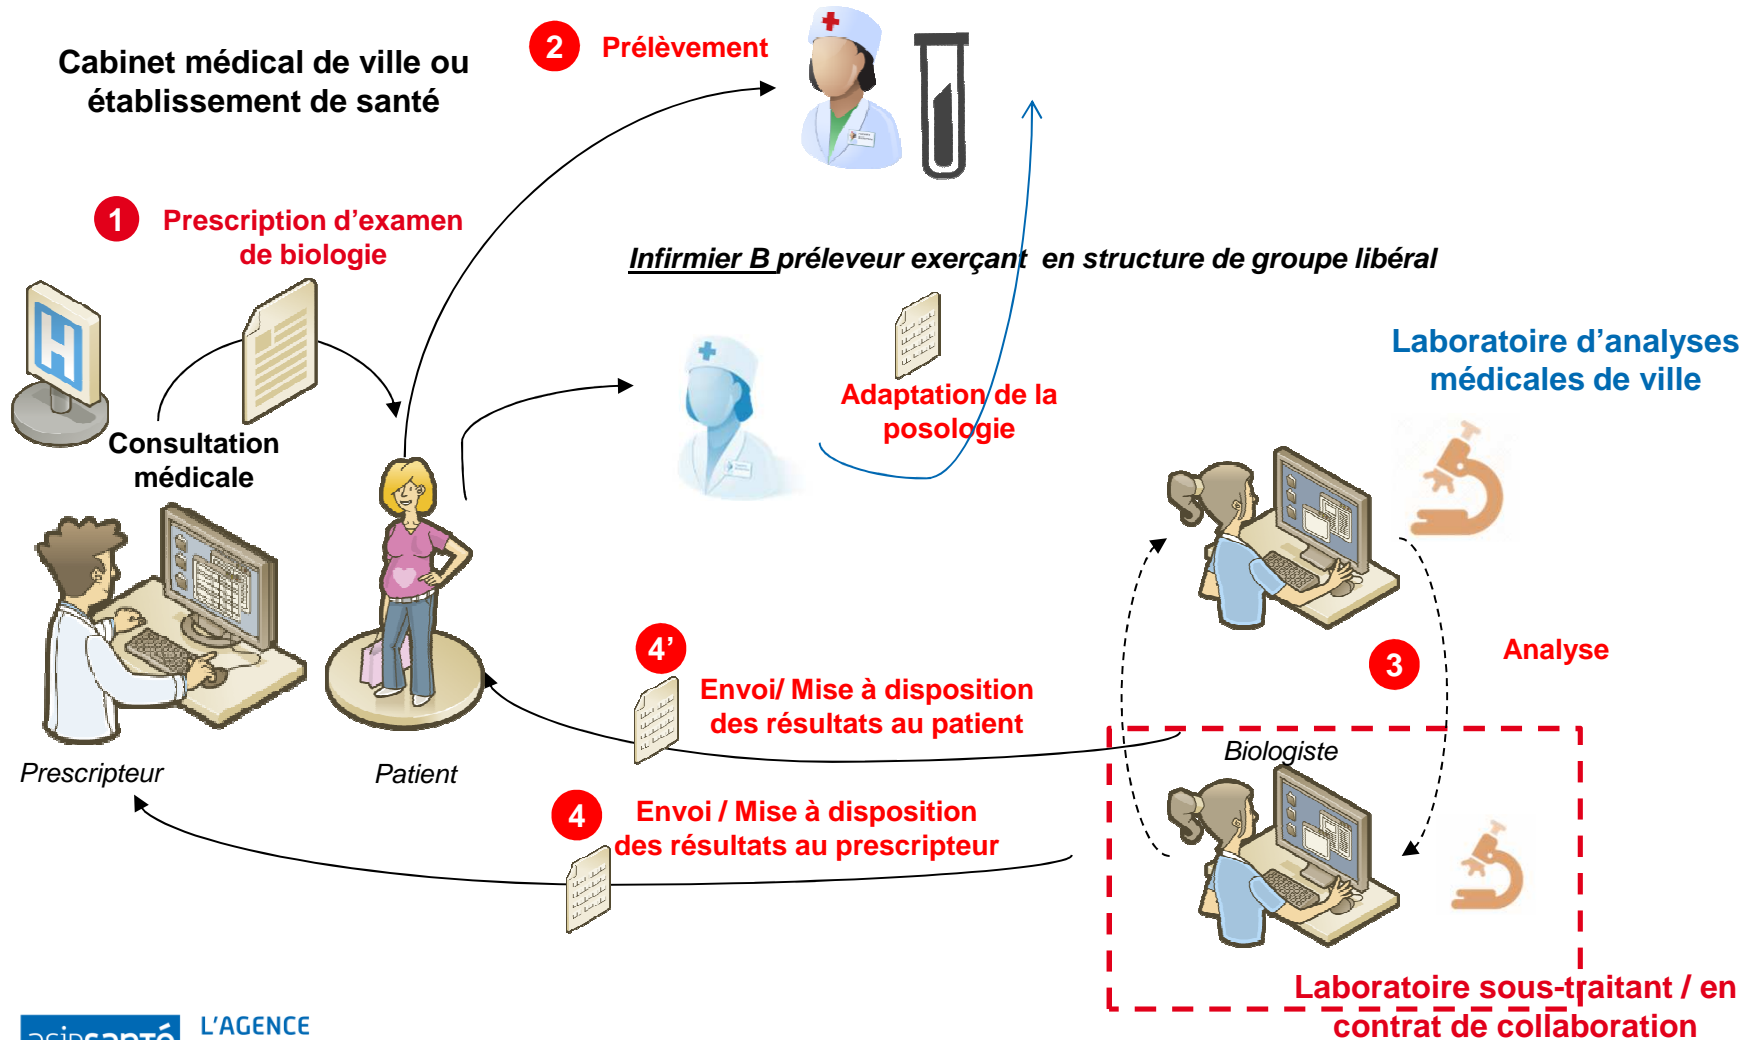 Cabinet médical de ville ou
établissement de santé
2 Prélèvement
1 Prescription d’examen
de biologie
H
Infirmier B préleveur exerçant en structure de groupe libéral
Adaptation de la
posologie
Laboratoire d’analyses
médicales de ville
Consultation
médicale
3 Analyse
4’
Envoi/ Mise à disposition
des résultats au patient
Prescripteur
Patient
Biologiste
4 Envoi / Mise à disposition
des résultats au prescripteur
Laboratoire sous-traitant / en
contrat de collaboration
asipsanté
L’AGENCE